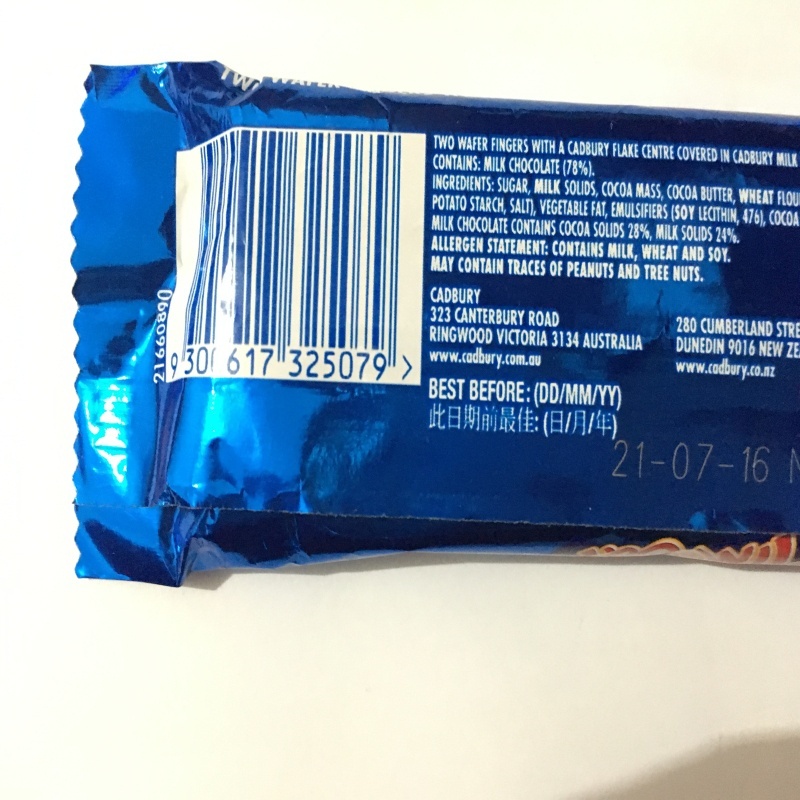 TWO WAFER
TWO WAFER FINGERS WITH A CADBURY FLAKE CENTRE COVERED IN CADBURY MILK
CONTAINS: MILK CHOCOLATE (78%).
INGREDIENTS: SUGAR, MILK SOLIDS, COCOA MASS, COCOA BUTTER, WHEAT
POTATO STARCH, SALT), VEGETABLE FAT, EMULSIFIERS (SOY LECITHIN, 476), COCOA
MILK CHOCOLATE CONTAINS COCOA SOLIDS 28%, MILK SOLIDS 24%.
ALLERGEN STATEMENT: CONTAINS MILK, WHEAT AND SOY.
MAY CONTAIN TRACES OF PEANUTS AND TREE NUTS.
CADBURY
323 CANTERBURY ROAD
RINGWOOD VICTORIA 3134 AUSTRALIA
www.cadbury.com.au
280 CUMBERLAND
DUNEDIN 9016 NEW
www.cadbury.co.nz
21660890
9 300617 325079 >
BEST BEFORE: (DD/MM/YY)
此日期前最佳: (日/月/年)
21-07-16